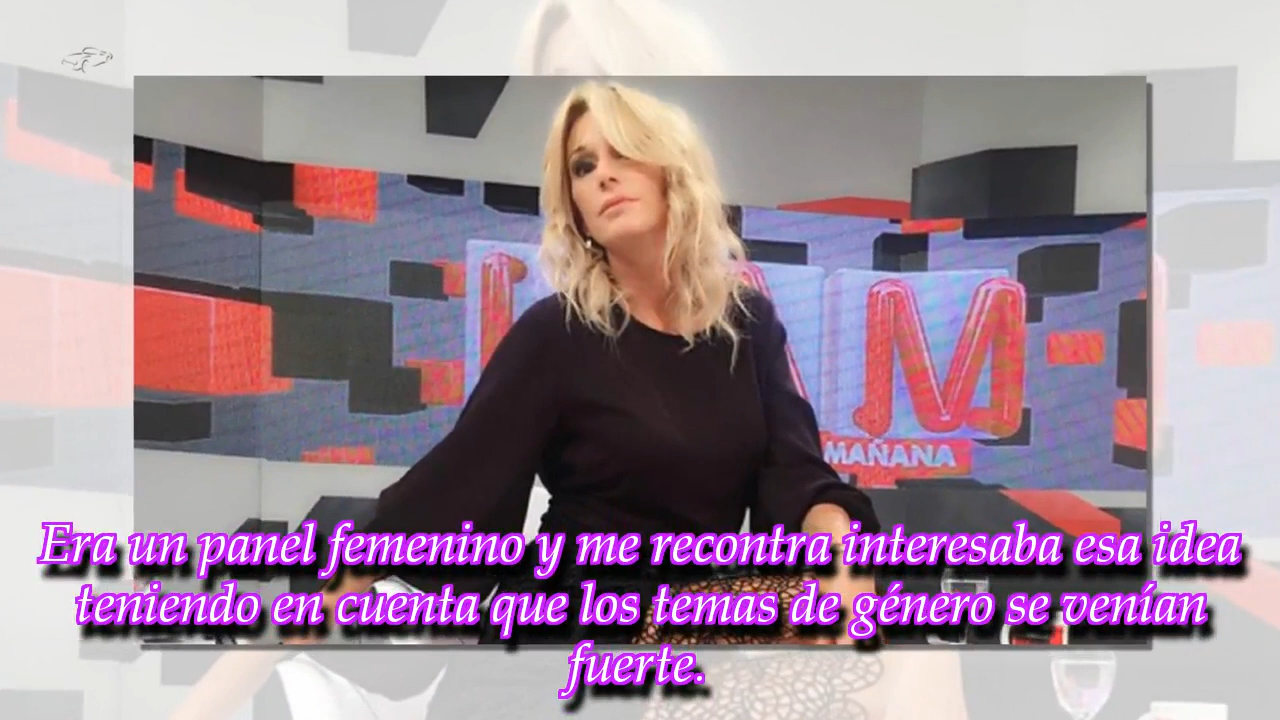 AM
MAÑANA
Era un panel femenino y me recontra interesaba esa idea
teniendo en cuenta que los temas de género se venían
fuerte.